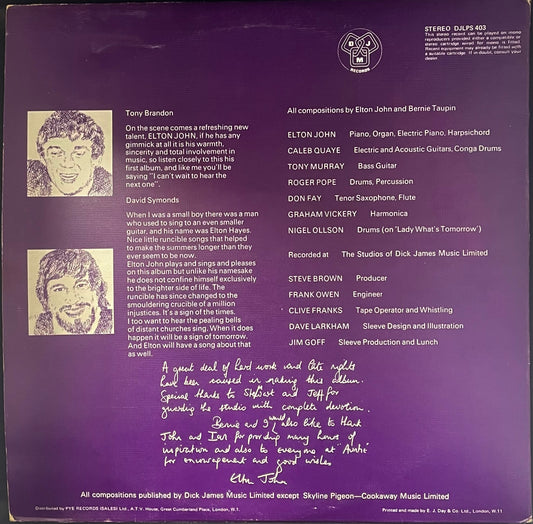 STEREO DJLPS 403
This stereo record can be played on mono
reproducers provided either a compatible or
stereo cartridge wired for mono is fitted.
Recent equipment may already be fitted with
a suitable cartridge. If in doubt, consult your
dealer.
D J M
RECORDS
Tony Brandon
On the scene comes a refreshing new
talent, ELTON JOHN, if he has any
gimmick at all it is his warmth,
sincerity and total involvement in
music, so listen closely to this his
first album, and like me you'll be
saying "I can't wait to hear the
next one".
David Symonds
When I was a small boy there was a man
who used to sing to an even smaller
guitar, and his name was Elton Hayes.
Nice little runcible songs that helped
to make the summers longer than they
ever seem to be now.
Elton John plays and sings and pleases
on this album but unlike his namesake
he does not confine himself exclusively
to the brighter side of life. The
runcible has since changed to the
smouldering crucible of a million
injustices. It's a sign of the times.
I too want to hear the pealing bells
of distant churches sing. When it does
happen it will be a sign of tomorrow.
And Elton will have a song about that
as well.
All compositions by Elton John and Bernie Taupin
ELTON JOHN Piano, Organ, Electric Piano, Harpsichord
CALEB QUAYE Electric and Acoustic Guitars, Conga Drums
TONY MURRAY Bass Guitar
ROGER POPE Drums, Percussion
DON FAY Tenor Saxophone, Flute
GRAHAM VICKERY Harmonica
NIGEL OLLSON Drums (on 'Lady What's Tomorrow')
Recorded at The Studios of Dick James Music Limited
STEVE BROWN Producer
FRANK OWEN Engineer
CLIVE FRANKS Tape Operator and Whistling
DAVE LARKHAM Sleeve Design and Illustration
JIM GOFF Sleeve Production and Lunch
A great deal of hard work and late nights
have been involved in making this album.
Special thanks to Stewart and Jeff for
guarding the studio with complete devotion.
Bernie and I would also like to thank
John and Ian for providing many hours of
inspiration and also to everyone at "Auntie"
for encouragement and good wishes
Elton John
All compositions published by Dick James Music Limited except Skyline Pigeon—Cookaway Music Limited
Distributed by PYE RECORDS (SALES) LTD., A.T.V. House, Great Cumberland Place, London, W.1.
Printed and made by E. J. Day & Co. Ltd., London, W.11